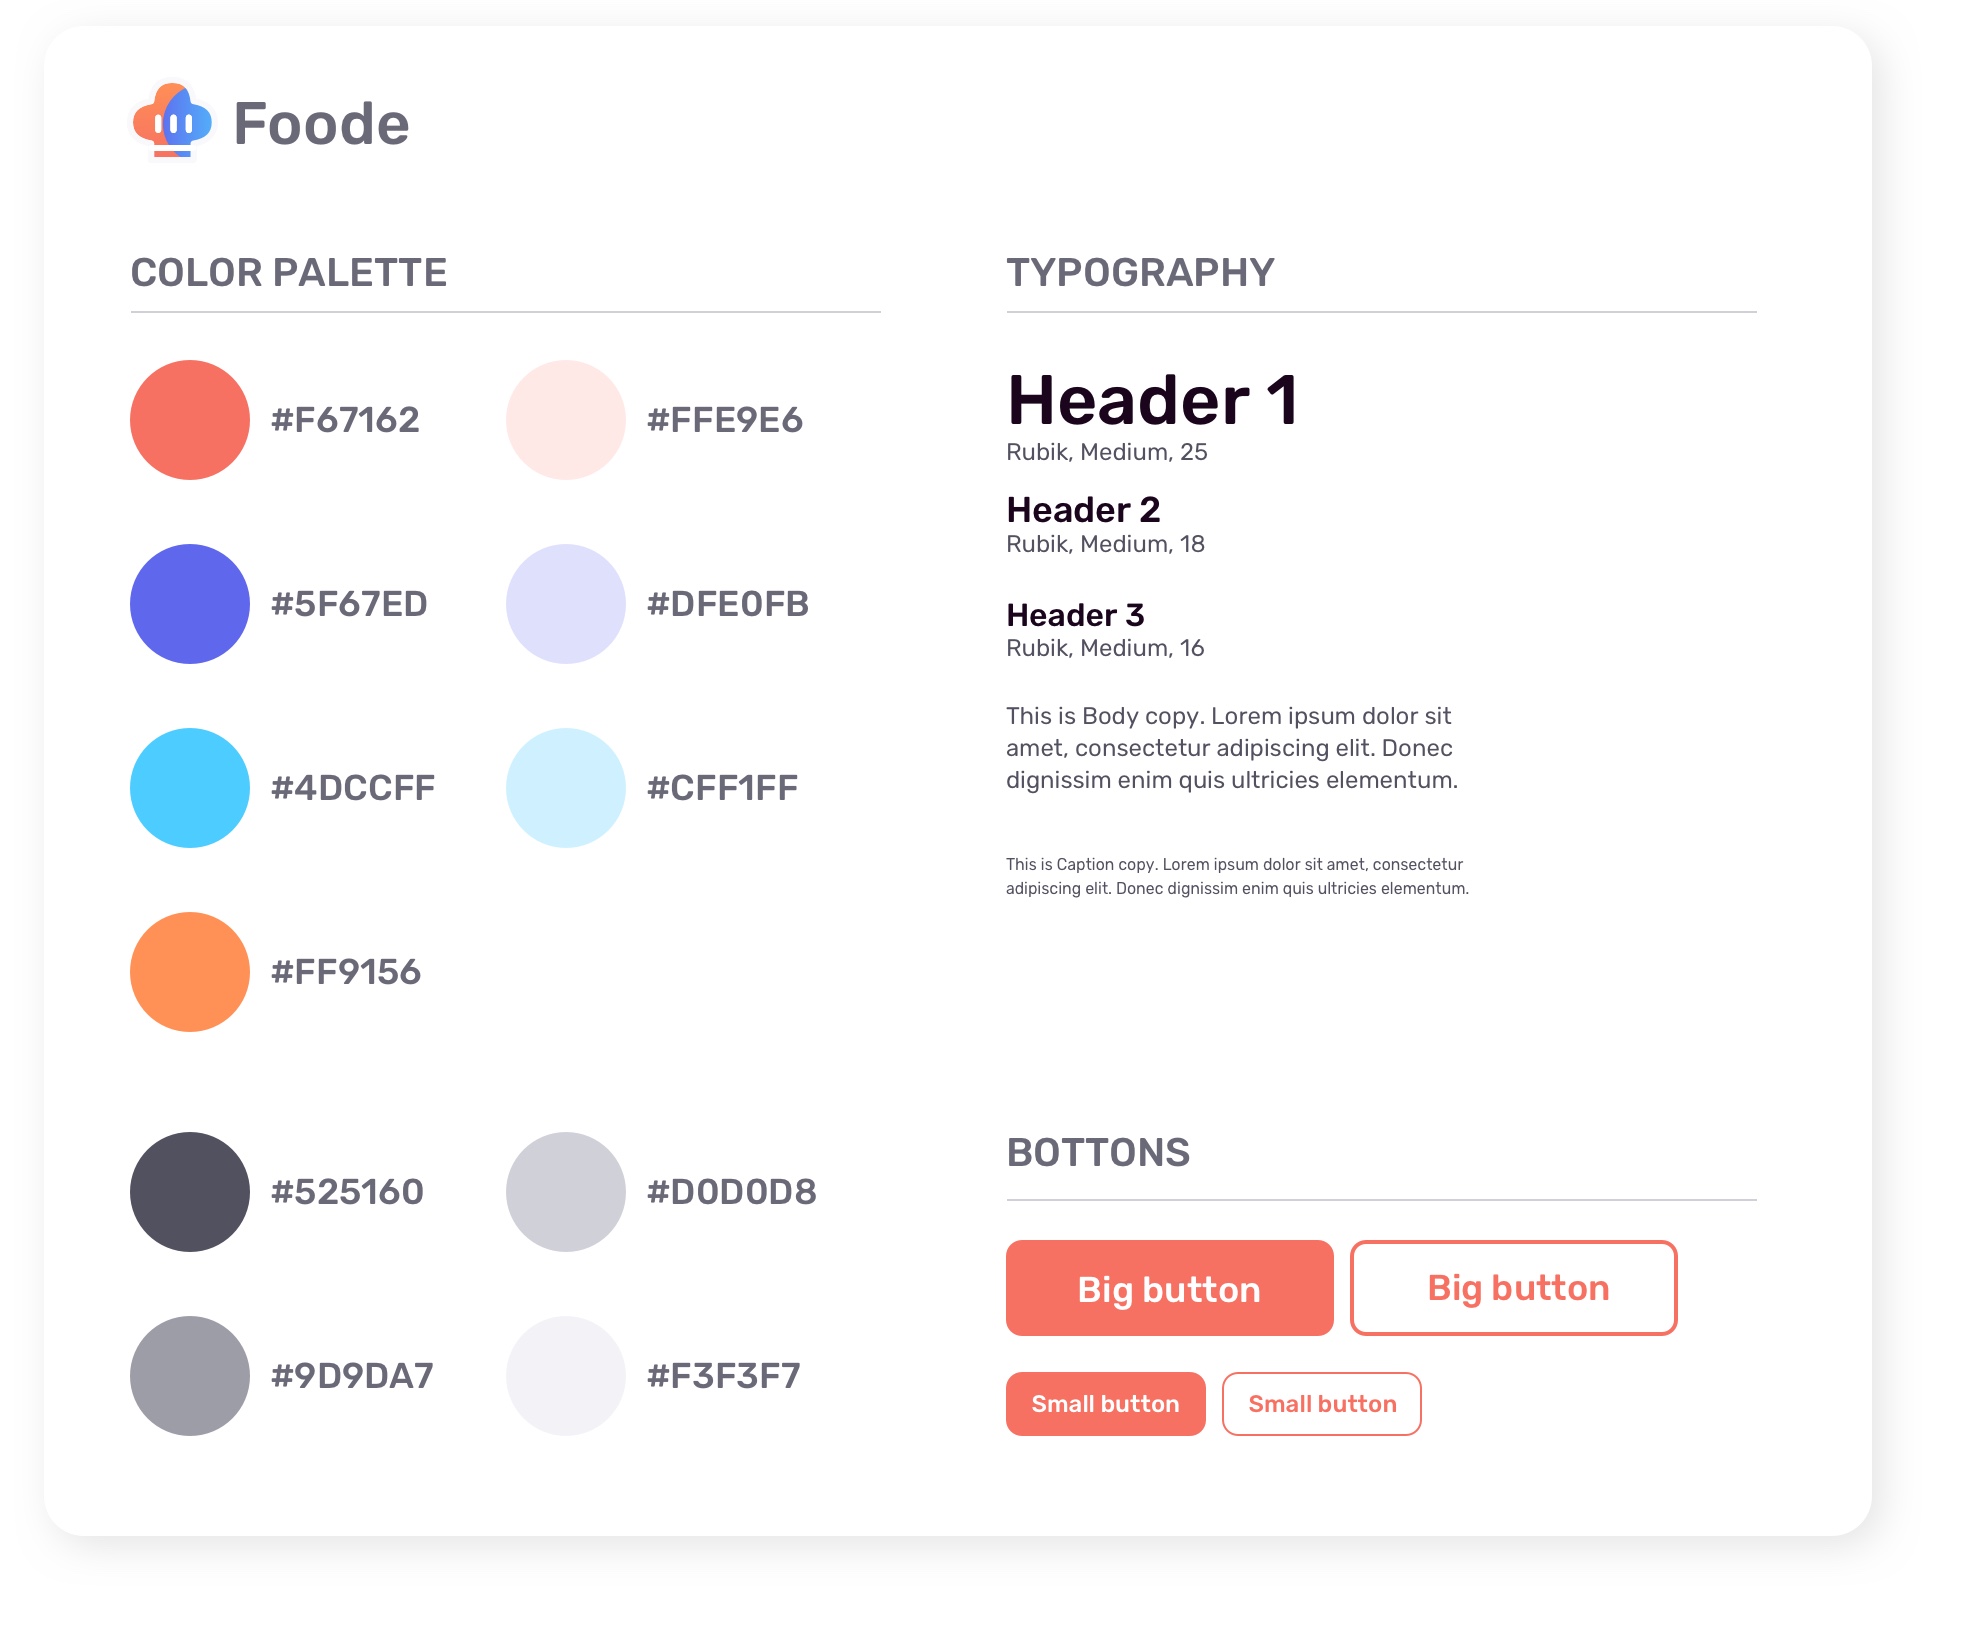 Foode
COLOR PALETTE
#F67162
#FFE9E6
#5F67ED
#DFE0FB
#4DCCFF
#CFF1FF
#FF9156
#525160
#D0D0D8
#9D9DA7
#F3F3F7
TYPOGRAPHY
Header 1
Rubik, Medium, 25
Header 2
Rubik, Medium, 18
Header 3
Rubik, Medium, 16
This is Body copy. Lorem ipsum dolor sit
amet, consectetur adipiscing elit. Donec
dignissim enim quis ultricies elementum.
This is Caption copy. Lorem ipsum dolor sit amet, consectetur
adipiscing elit. Donec dignissim enim quis ultricies elementum.
BOTTONS
Big button
Big button
Small button
Small button